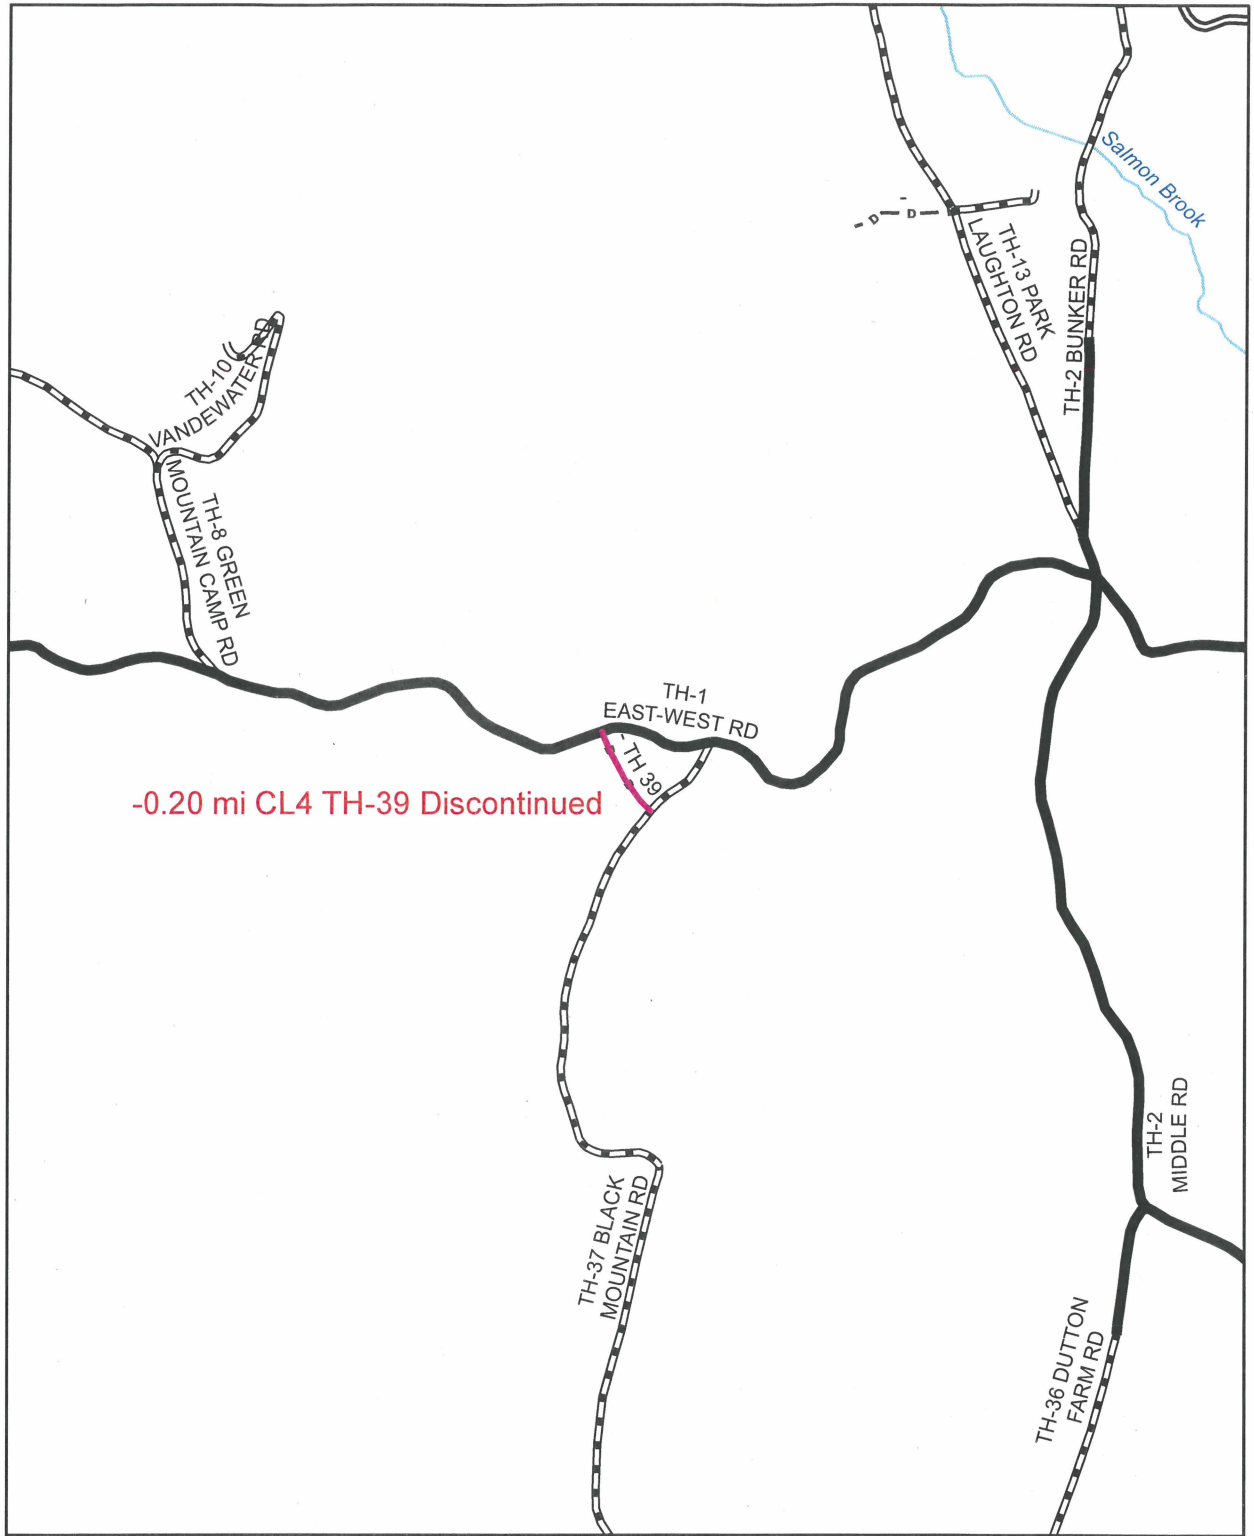 Salmon Brook
TH-13 PARK
LAUGHTON RD
TH-2 BUNKER RD
D
D
TH-10
VANDEWATER RD
TH-8 GREEN
MOUNTAIN CAMP RD
TH-1
EAST-WEST RD
TH 39
-0.20 mi CL4 TH-39 Discontinued
TH-2
MIDDLE RD
TH-37 BLACK
MOUNTAIN RD
TH-36 DUTTON
FARM RD